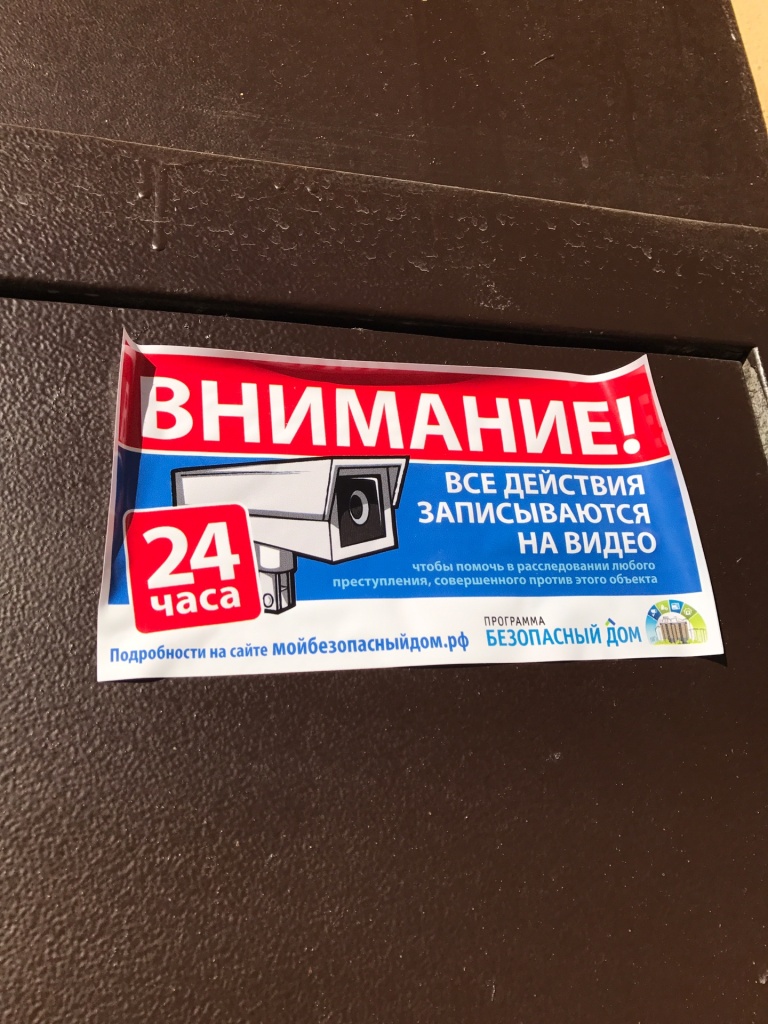 ВНИМАНИЕ!
ВСЕ ДЕЙСТВИЯ
ЗАПИСЫВАЮТСЯ
НА ВИДЕО
чтобы помочь в расследовании любого
преступления, совершенного против этого объекта
24
часа
Подробности на сайте мойбезопасныйдом.рф
ПРОГРАММА
БЕЗОПАСНЫЙ ДОМ